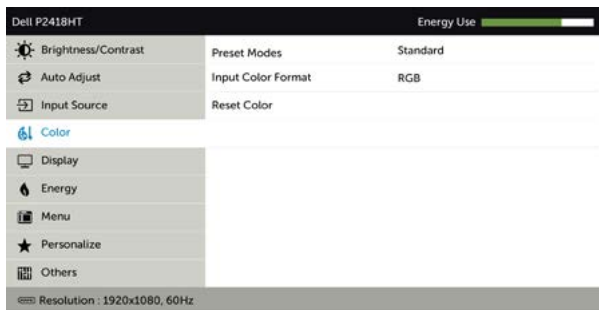 Dell P2418HT Energy Use
Brightness/Contrast
Auto Adjust
Input Source
Color
Display
Energy
Menu
Personalize
Others
Preset Modes Standard
Input Color Format RGB
Reset Color
Resolution : 1920x1080, 60Hz